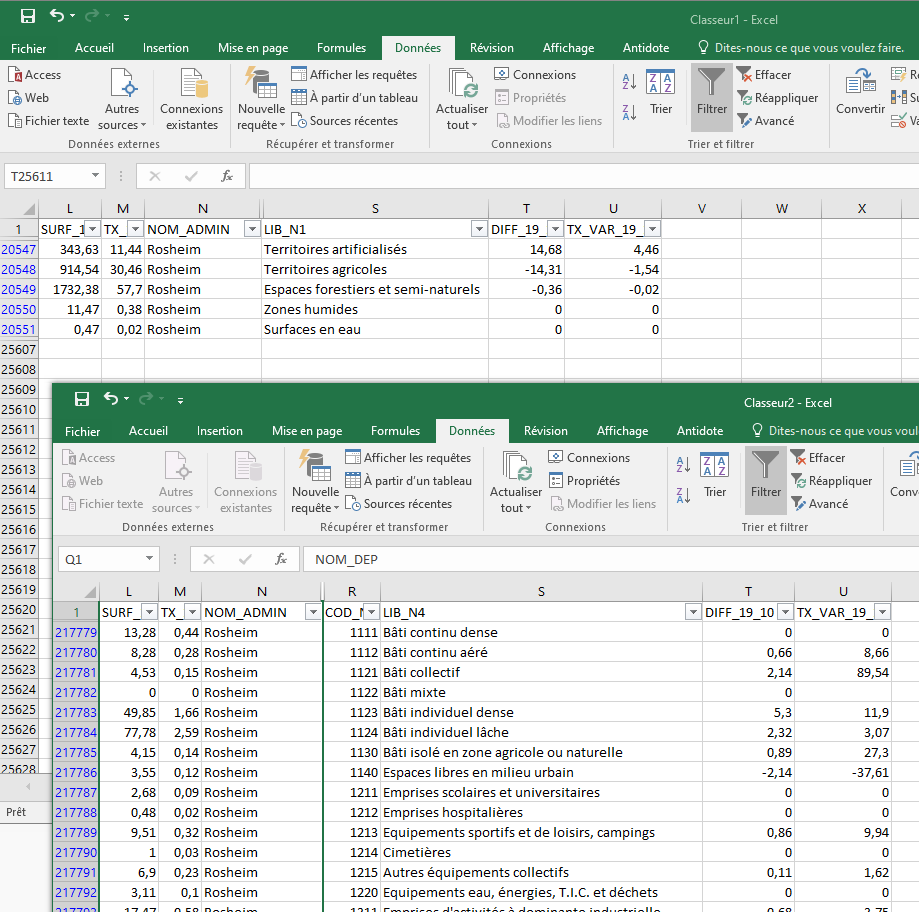 Classeur1 - Excel
Fichier Accueil Insertion Mise en page Formules Données Révision Affichage Antidote Dites-nous ce que vous voulez faire.
Access Afficher les requêtes Connexions Effacer
Web À partir d'un tableau Propriétés Réappliquer
Fichier texte Sources récentes Modifier les liens Avancé
Autres sources Connexions existantes Nouvelle requête Actualiser tout Trier Filtrer Convertir
Données externes Récupérer et transformer Connexions Trier et filtrer
T25611 fx
L M N S T U V W X
1 SURF_1 TX_ NOM_ADMIN LIB_N1 DIFF_19_ TX_VAR_19_
20547 343,63 11,44 Rosheim Territoires artificialisés 14,68 4,46
20548 914,54 30,46 Rosheim Territoires agricoles -14,31 -1,54
20549 1732,38 57,7 Rosheim Espaces forestiers et semi-naturels -0,36 -0,02
20550 11,47 0,38 Rosheim Zones humides 0 0
20551 0,47 0,02 Rosheim Surfaces en eau 0 0
25607
25608
25609
25610
25611
25612
25613
25614
25615
25616
25617
25618
25619
25620
25621
25622
25623
25624
25625
25626
25627
25628
Prêt
Classeur2 - Excel
Fichier Accueil Insertion Mise en page Formules Données Révision Affichage Antidote Dites-nous ce que vous voul
Access Afficher les requêtes Connexions Effacer
Web À partir d'un tableau Propriétés Réappliquer
Fichier texte Sources récentes Modifier les liens Avancé
Autres sources Connexions existantes Nouvelle requête Actualiser tout Trier Filtrer Conv
Données externes Récupérer et transformer Connexions Trier et filtrer
Q1 fx NOM_DEP
L M N R S T U
1 SURF_ TX_ NOM_ADMIN COD_N LIB_N4 DIFF_19_10 TX_VAR_19_
217779 13,28 0,44 Rosheim 1111 Bâti continu dense 0 0
217780 8,28 0,28 Rosheim 1112 Bâti continu aéré 0,66 8,66
217781 4,53 0,15 Rosheim 1121 Bâti collectif 2,14 89,54
217782 0 0 Rosheim 1122 Bâti mixte 0
217783 49,85 1,66 Rosheim 1123 Bâti individuel dense 5,3 11,9
217784 77,78 2,59 Rosheim 1124 Bâti individuel lâche 2,32 3,07
217785 4,15 0,14 Rosheim 1130 Bâti isolé en zone agricole ou naturelle 0,89 27,3
217786 3,55 0,12 Rosheim 1140 Espaces libres en milieu urbain -2,14 -37,61
217787 2,68 0,09 Rosheim 1211 Emprises scolaires et universitaires 0 0
217788 0,48 0,02 Rosheim 1212 Emprises hospitalières 0 0
217789 9,51 0,32 Rosheim 1213 Equipements sportifs et de loisirs, campings 0,86 9,94
217790 1 0,03 Rosheim 1214 Cimetières 0 0
217791 6,9 0,23 Rosheim 1215 Autres équipements collectifs 0,11 1,62
217792 3,11 0,1 Rosheim 1220 Equipements eau, énergies, T.I.C. et déchets 0 0
217793 17,47 0,58 Rosheim 1311 Emprises d'activités à dominante industrielle 0,68 3,75